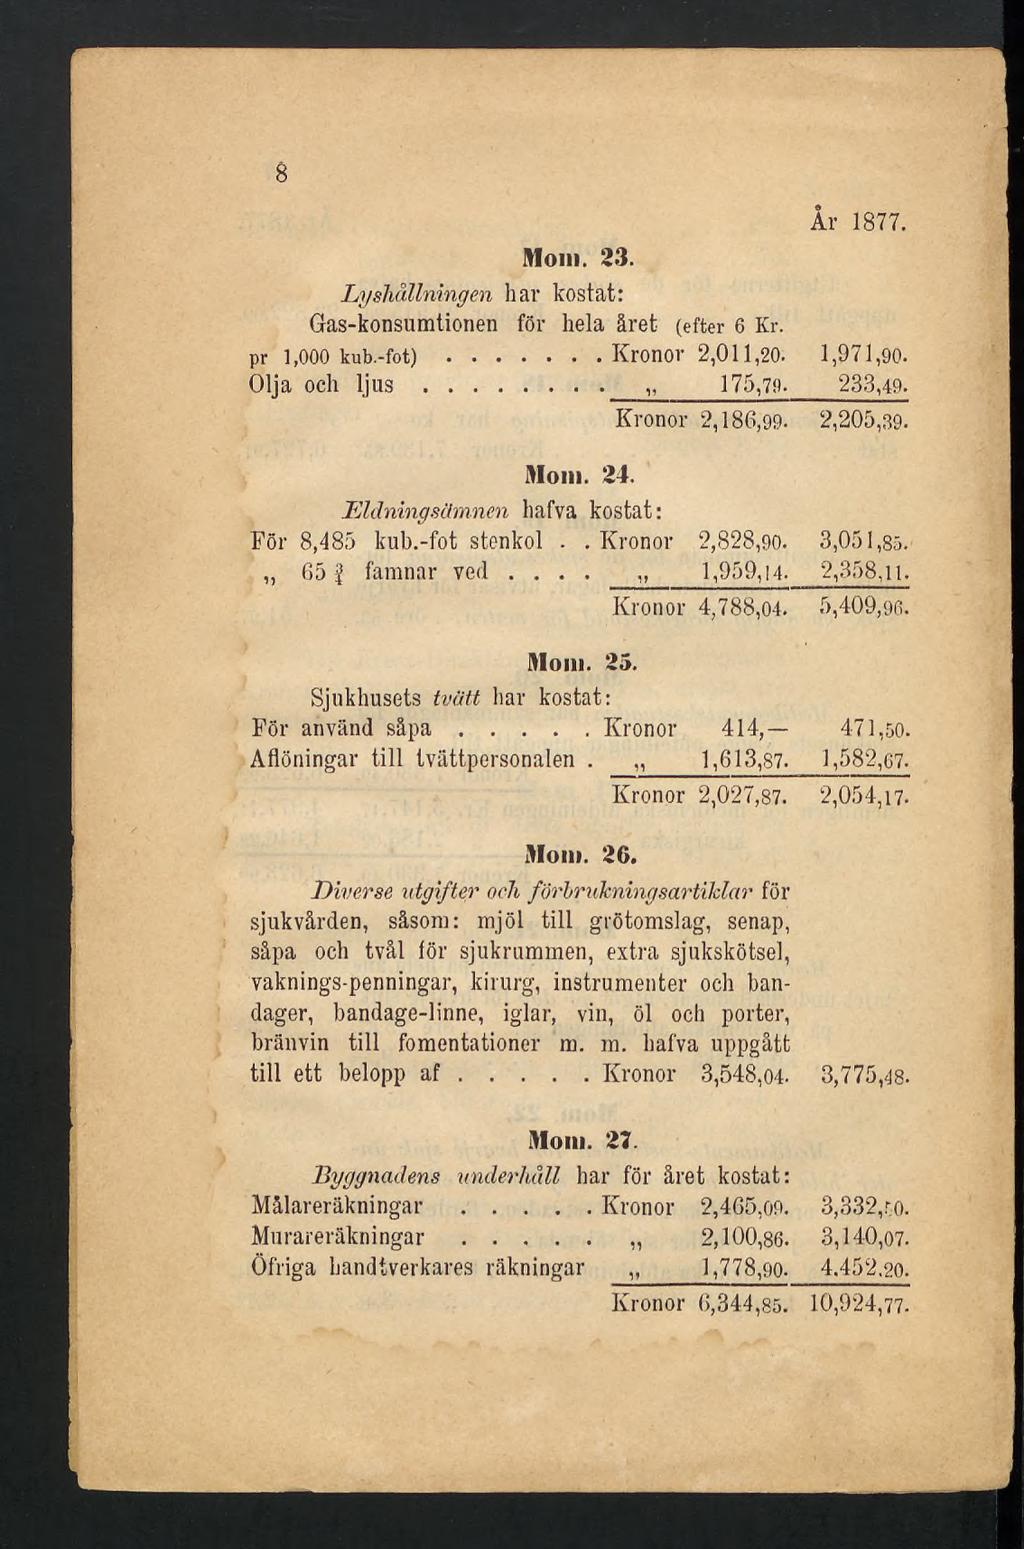 8
År 1877.
Mom. 23.
Lyshållningen har kostat:
Gas-konsumtionen för hela året (efter 6 Kr.
pr 1,000 kub.-fot) . . . . . . . Kronor 2,011,20. 1,971,90.
Olja och ljus . . . . . . . . „ 175,79. 233,49.
Kronor 2,186,99. 2,205,39.
Mom. 24.
Eldningsämnen hafva kostat:
För 8,485 kub.-fot stenkol . . Kronor 2,828,90. 3,051,85.
„ 65 famnar ved . . . . „ 1,959,14. 2,358,11.
Kronor 4,788,04. 5,409,96.
Mom. 25.
Sjukhusets tvätt har kostat:
För använd såpa . . . . . Kronor 414,— 471,50.
Aflöningar till tvättpersonalen . „ 1,613,87. 1,582,67.
Kronor 2,027,87. 2,054,17.
Mom. 26.
Diverse utgifter och förbrukningsartiklar för
sjukvården, såsom: mjöl till grötomslag, senap,
såpa och tvål för sjukrummen, extra sjukskötsel,
vaknings-penningar, kirurg, instrumenter och ban-
dager, bandage-linne, iglar, vin, öl och porter,
bränvin till fomentationer m. m. hafva uppgått
till ett belopp af . . . . . Kronor 3,548,04. 3,775,48.
Mom. 27.
Byggnadens underhåll har för året kostat:
Målareräkningar . . . . . Kronor 2,465,09. 3,332,50.
Murareräkningar . . . . . „ 2,100,86. 3,140,07.
Öfriga handtverkares räkningar „ 1,778,90. 4,452,20.
Kronor 6,344,85. 10,924,77.